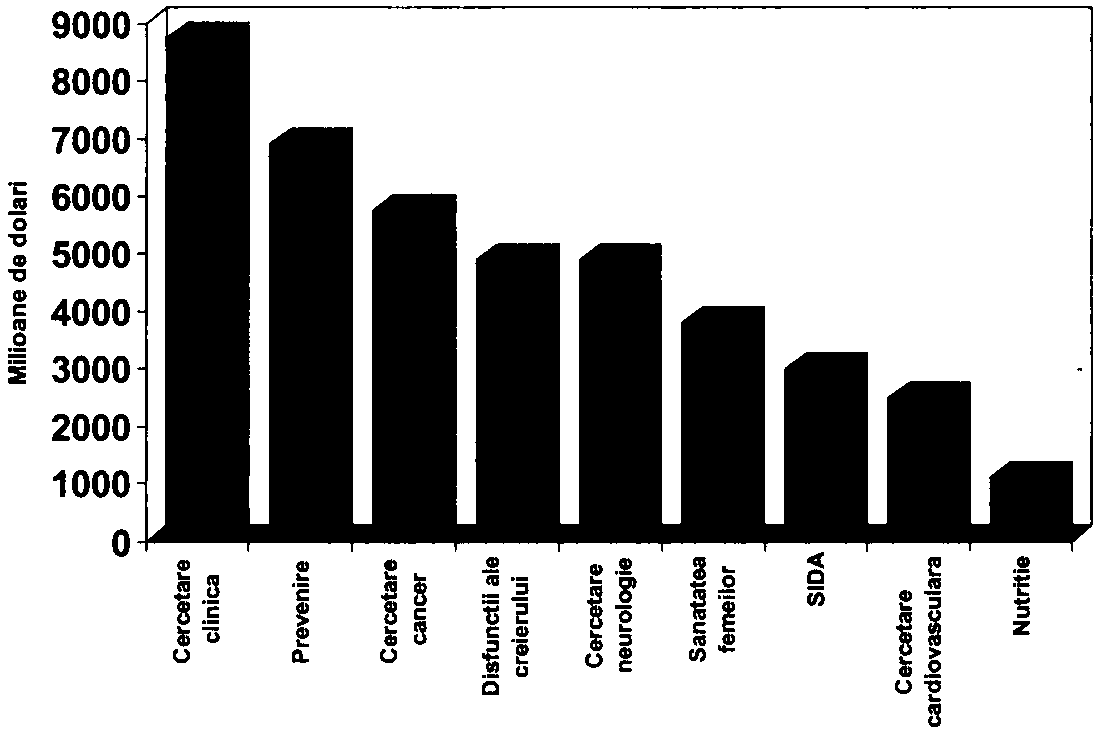 9000
8000
7000
6000
5000
4000
3000
2000
1000
0
Milioane de dolari
Cercetare
clinica
Prevenire
Cercetare
cancer
Disfunctii ale
creierului
Cercetare
neurologie
Sanatatea
femeilor
SIDA
Cercetare
cardiovasculara
Nutritie